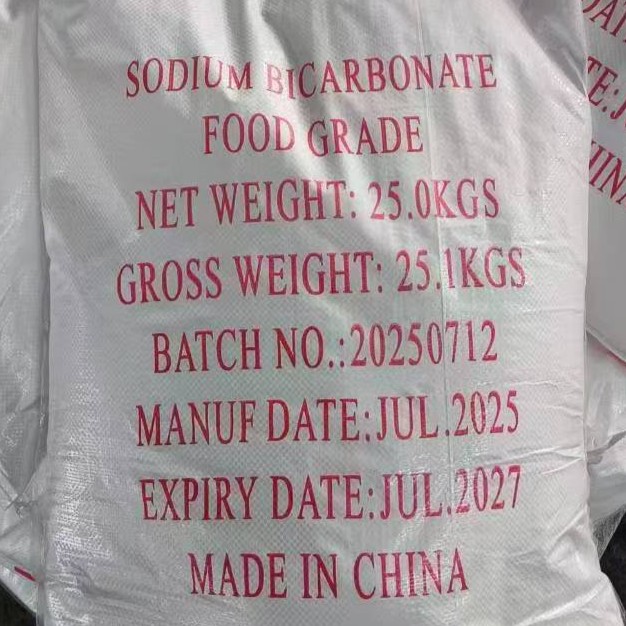 SODIUM BICARBONATE
FOOD GRADE
NET WEIGHT: 25.0KGS
GROSS WEIGHT: 25.1KGS
BATCH NO.:20250712
MANUF DATE:JUL.2025
EXPIRY DATE:JUL.2027
MADE IN CHINA